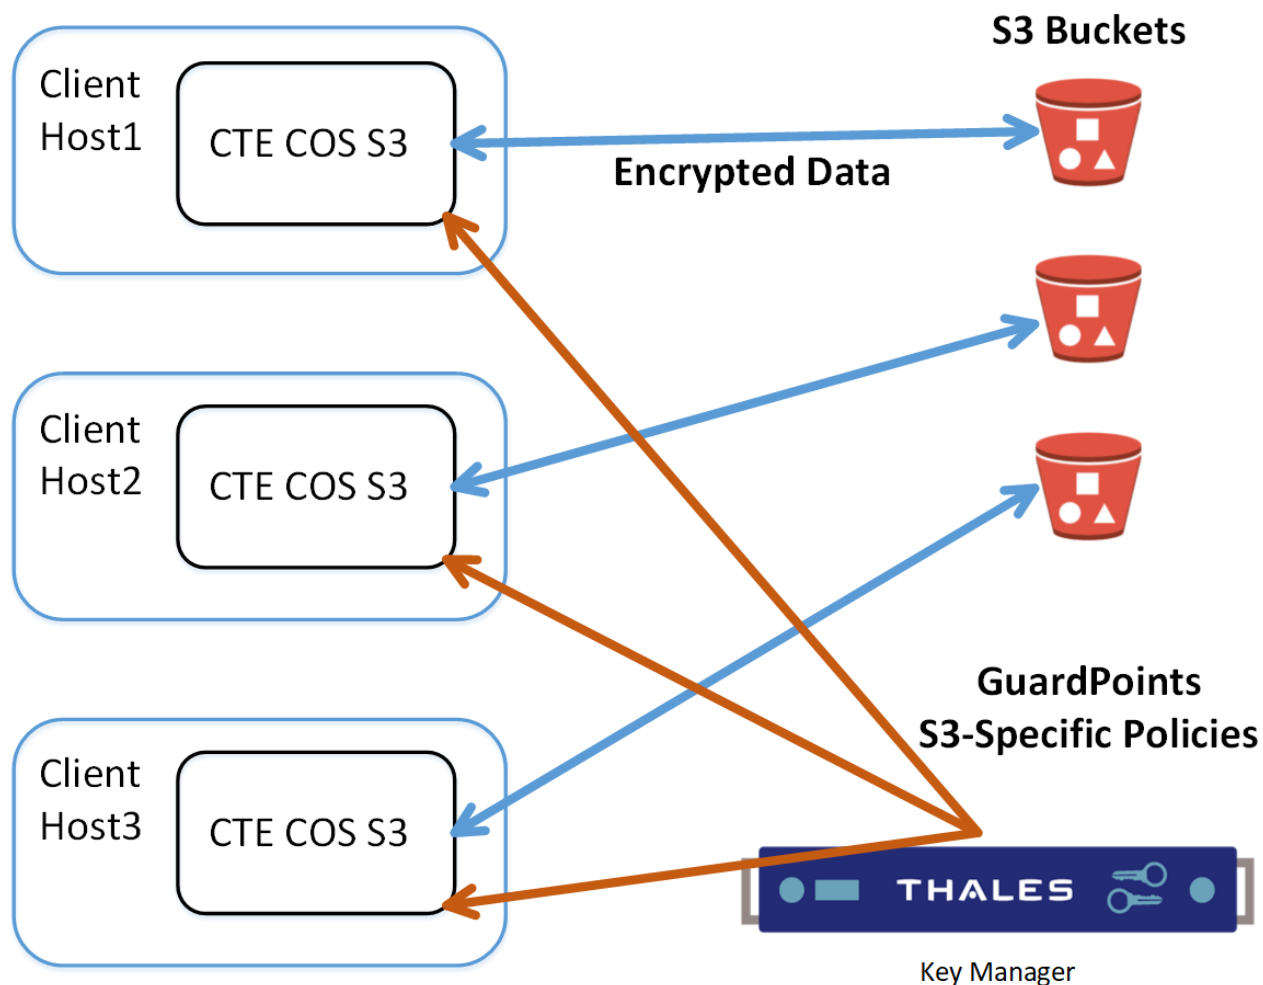 S3 Buckets
Client
Host1
CTE COS S3
Encrypted Data
Client
Host2
CTE COS S3
GuardPoints
S3-Specific Policies
Client
Host3
CTE COS S3
THALES
Key Manager